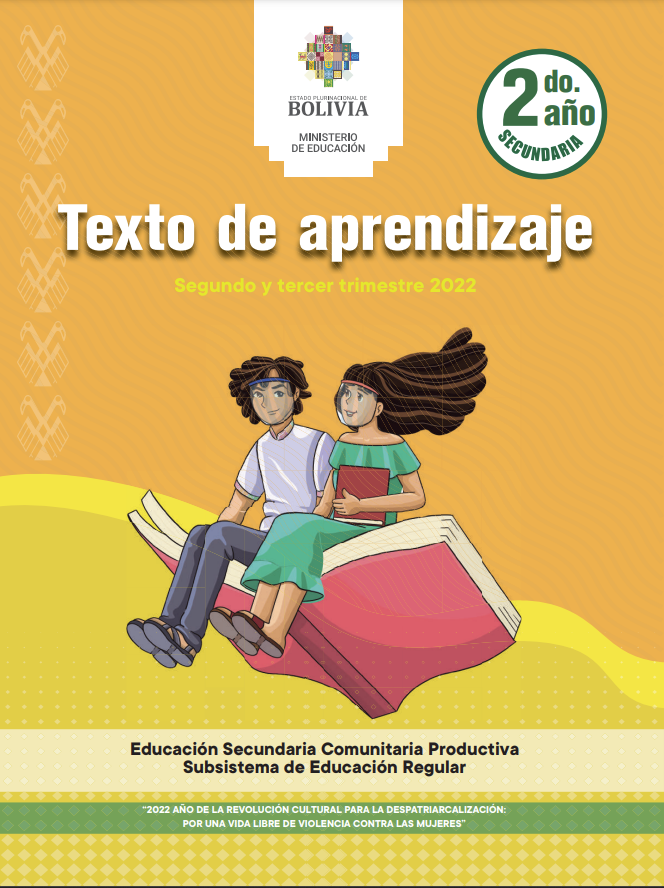 ESTADO PLURINACIONAL DE
BOLIVIA
MINISTERIO
DE EDUCACIÓN
2do.
año
SECUNDARIA
Texto de aprendizaje
Segundo y tercer trimestre 2022
Educación Secundaria Comunitaria Productiva
Subsistema de Educación Regular
"2022 AÑO DE LA REVOLUCIÓN CULTURAL PARA LA DESPATRIARCALIZACIÓN:
POR UNA VIDA LIBRE DE VIOLENCIA CONTRA LAS MUJERES"